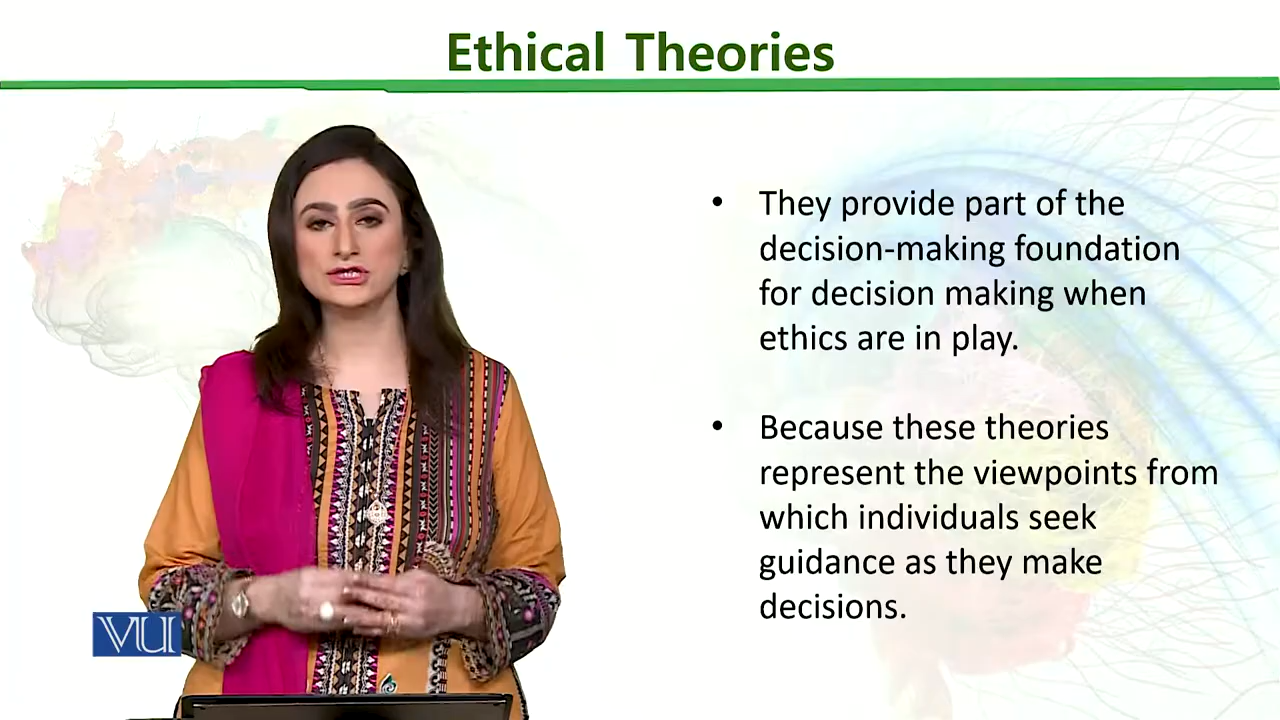 Ethical Theories
• They provide part of the
decision-making foundation
for decision making when
ethics are in play.
• Because these theories
represent the viewpoints from
which individuals seek
guidance as they make
decisions.
VU